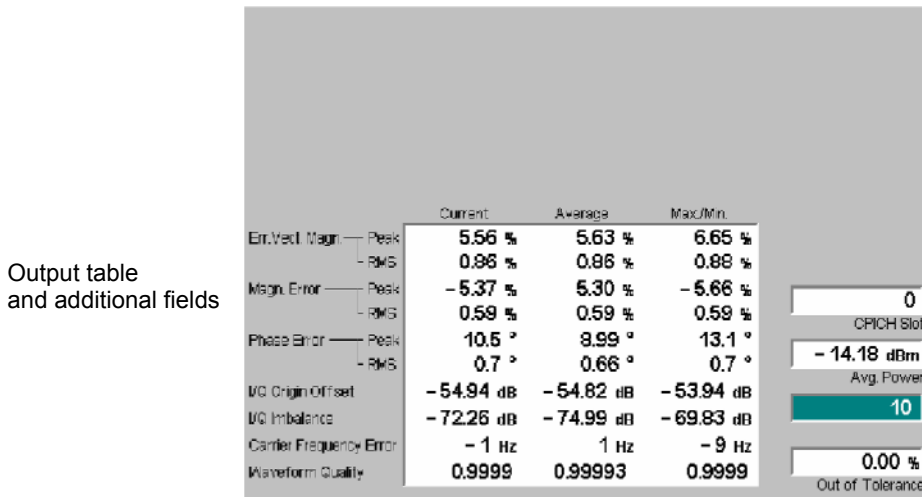 Output table
and additional fields
Current Average Max./Min.
Err.Vect. Magn. Peak 5.56 % 5.63 % 6.65 %
RMS 0.86 % 0.86 % 0.88 %
Magn. Error Peak – 5.37 % 5.30 % – 5.66 %
RMS 0.59 % 0.59 % 0.59 %
Phase Error Peak 10.5 ° 8.99 ° 13.1 °
RMS 0.7 ° 0.66 ° 0.7 °
I/Q Origin Offset – 54.94 dB – 54.82 dB – 53.94 dB
I/Q Imbalance – 72.26 dB – 74.99 dB – 69.83 dB
Carrier Frequency Error – 1 Hz 1 Hz – 9 Hz
Waveform Quality 0.9999 0.99993 0.9999
0
CPICH Slot
– 14.18 dBm
Avg. Power
10
0.00 %
Out of Tolerance